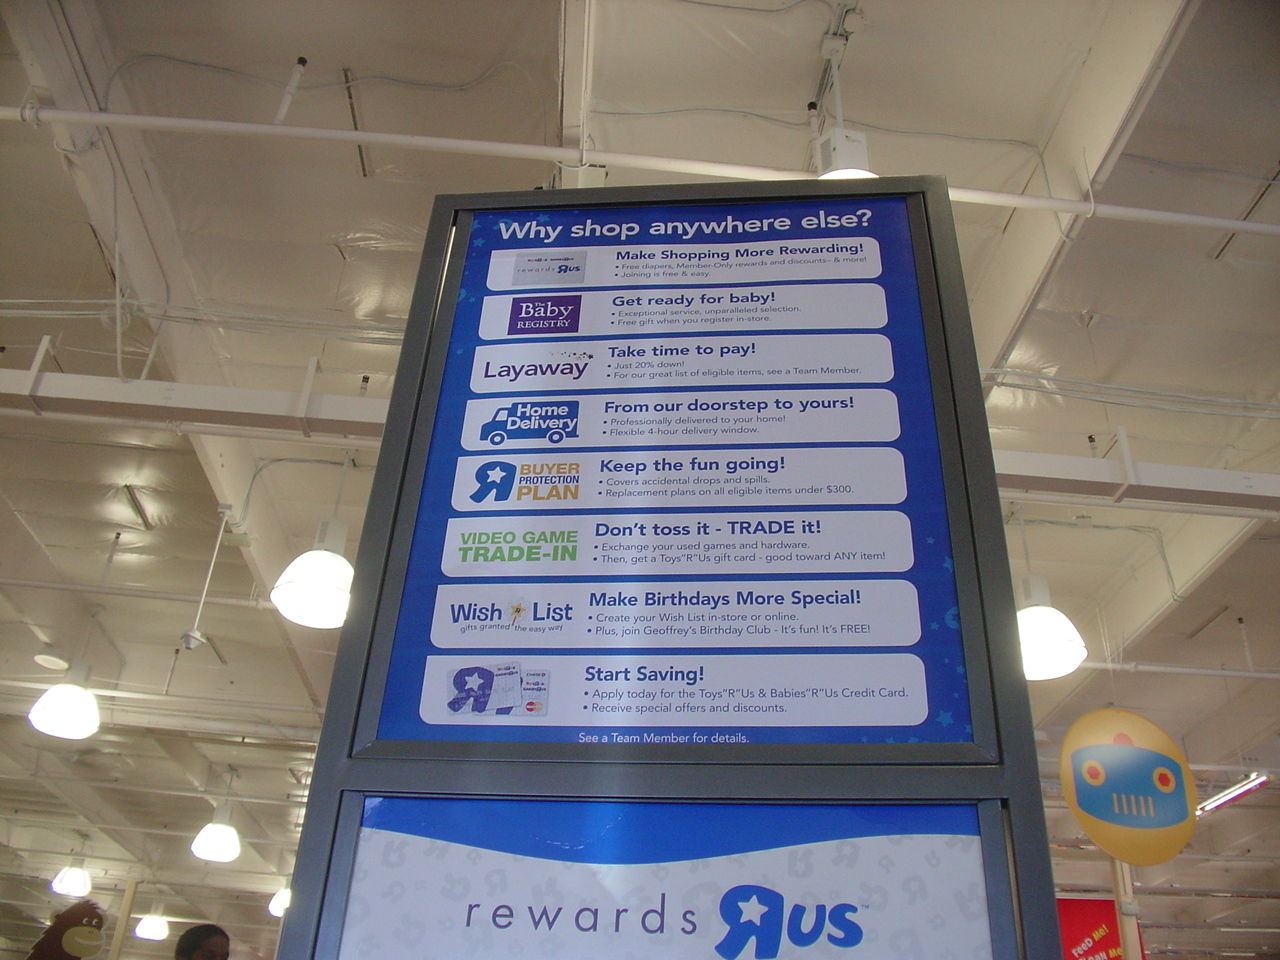 Why shop anywhere else?
rewards "R"us
Make Shopping More Rewarding!
• Free diapers, Member-Only rewards and discounts– & more!
• Joining is free & easy.
The
Baby
REGISTRY
Get ready for baby!
• Exceptional service, unparalleled selection.
• Free gift when you register in-store.
Layaway
Take time to pay!
• Just 20% down!
• For our great list of eligible items, see a Team Member.
Home
Delivery
From our doorstep to yours!
• Professionally delivered to your home!
• Flexible 4-hour delivery window.
R
BUYER
PROTECTION
PLAN
Keep the fun going!
• Covers accidental drops and spills.
• Replacement plans on all eligible items under $300.
VIDEO GAME
TRADE-IN
Don't toss it - TRADE it!
• Exchange your used games and hardware.
• Then, get a Toys"R"Us gift card - good toward ANY item!
Wish List
gifts granted the easy way
Make Birthdays More Special!
• Create your Wish List in-store or online.
• Plus, join Geoffrey's Birthday Club - It's fun! It's FREE!
Start Saving!
• Apply today for the Toys"R"Us & Babies"R"Us Credit Card.
• Receive special offers and discounts.
See a Team Member for details.
rewards "R"us™
FeeD Me!
Me!